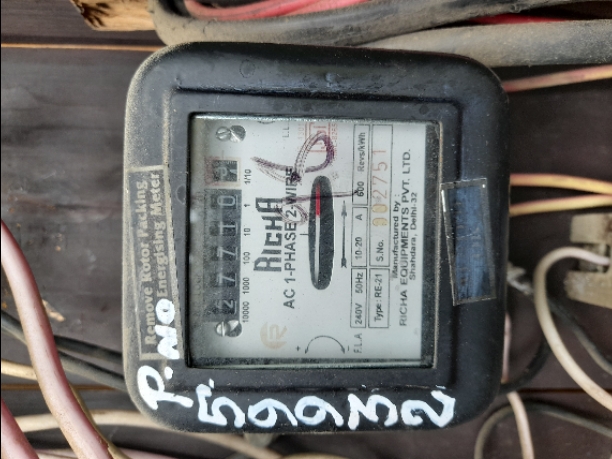 Remove Rotor Packing,
Energising Meter
27710
10000 1000 100 10 1 1/10
RICHA
AC 1-PHASE 2-WIRE
F.L.A 240V 50Hz 10-20 A 600 Revs/kWh
Type: RE-21 S.No.
Manufactured by :
RICHA EQUIPMENTS PVT. LTD.
Shahdara, Delhi-32
P. NO
599932